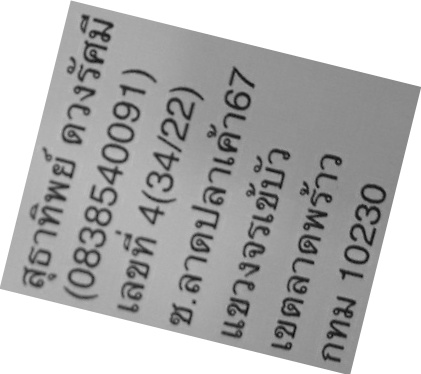 สุธาทิพย์ ดวงรัศมี
(0838540091)
เลขที่ 4(34/22)
ซ.ลาดปลาเค้า67
แขวงจรเข้บัว
เขตลาดพร้าว
กทม 10230